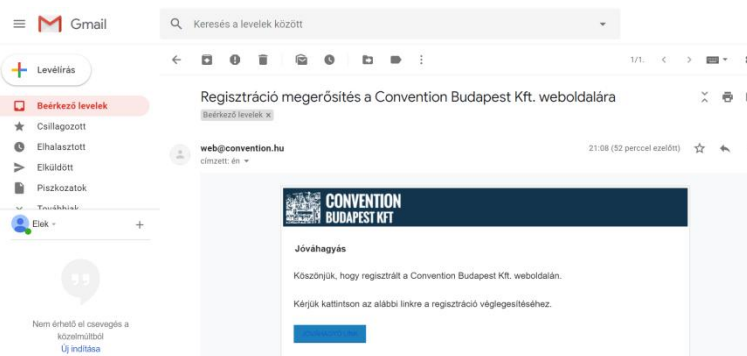 Gmail
Keresés a levelek között
Levélírás
1/1.
Beérkező levelek
Csillagozott
Elhalasztott
Elküldött
Piszkozatok
Továbbiak
Elek
Nem érhető el csevegés a
közelmúltból
Új indítása
Regisztráció megerősítés a Convention Budapest Kft. weboldalára
Beérkező levelek x
web@convention.hu
21:08 (52 perccel ezelőtt)
címzett: én
CONVENTION
BUDAPEST KFT
Jóváhagyás
Köszönjük, hogy regisztrált a Convention Budapest Kft. weboldalán.
Kérjük kattintson az alábbi linkre a regisztráció véglegesítéséhez.